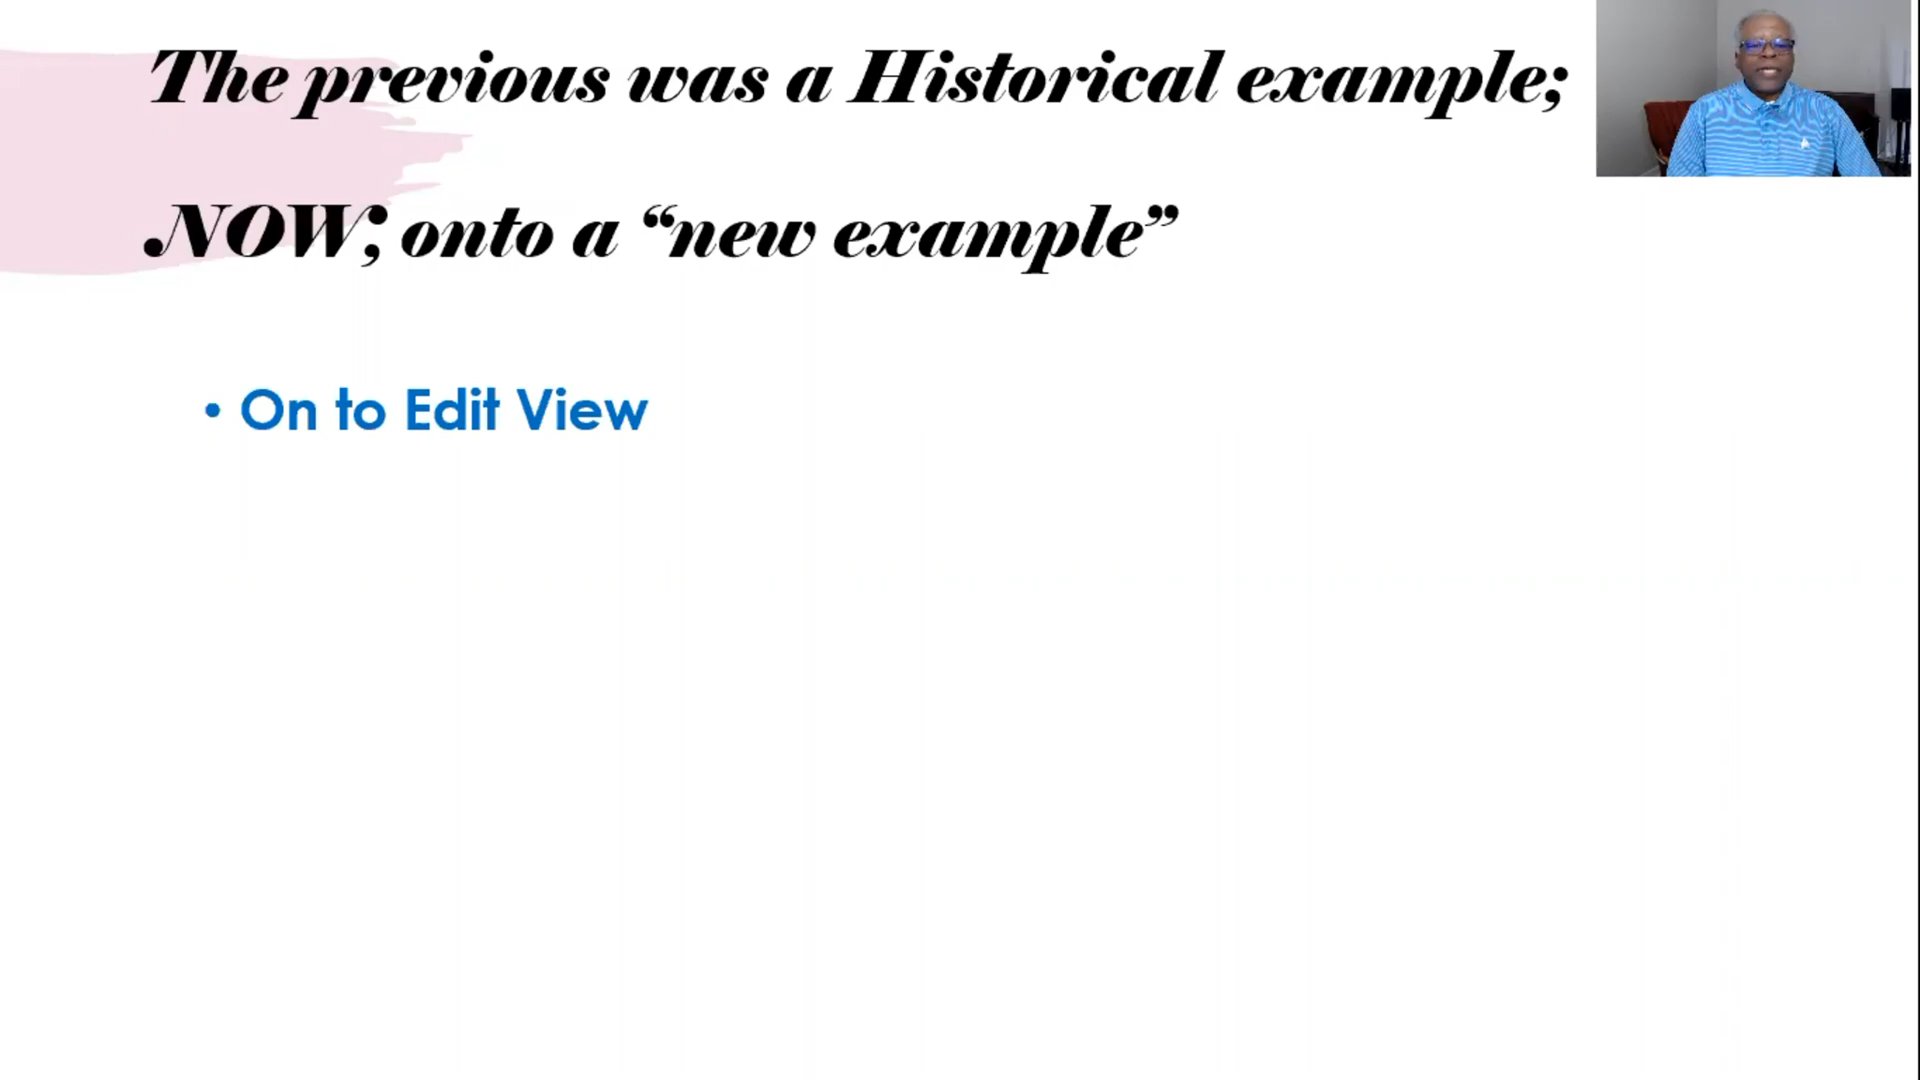 The previous was a Historical example;
NOW; onto a “new example”
• On to Edit View